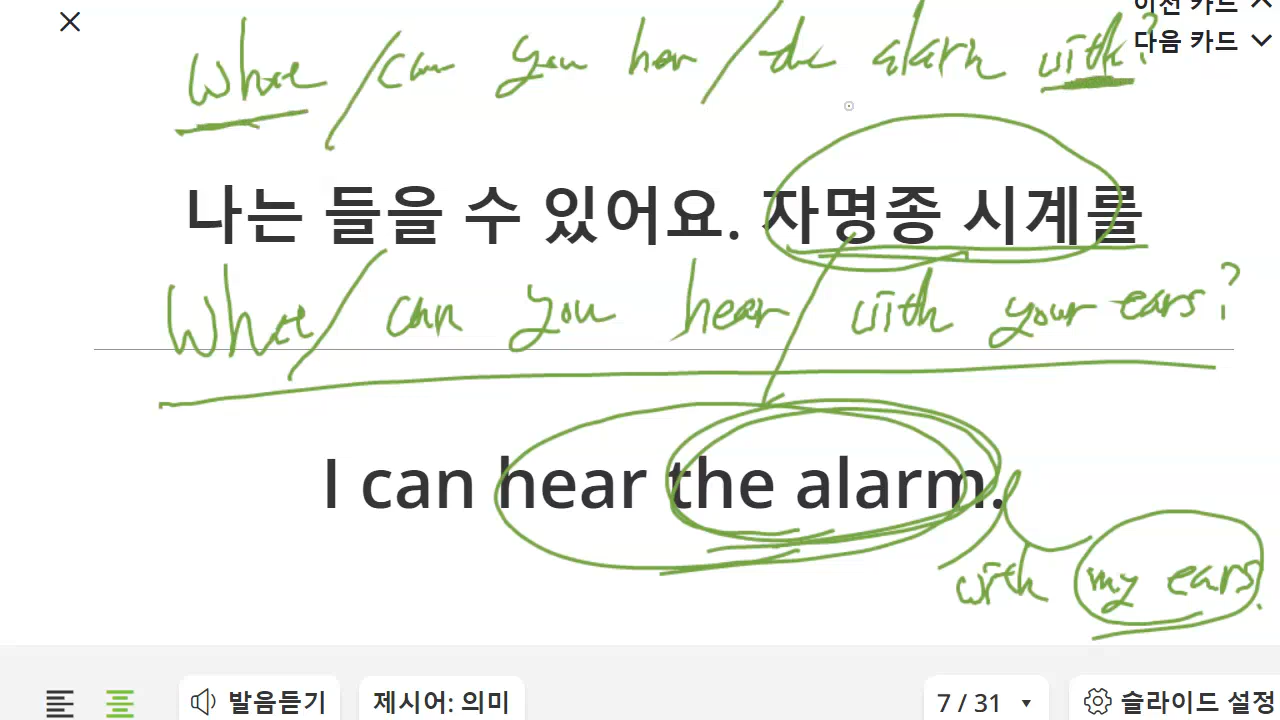 이전 카드
다음 카드
What / can you hear / the alarm with?
나는 들을 수 있어요. 자명종 시계를
What / can you hear with your ears?
I can hear the alarm.
with my ears.
발음듣기
제시어: 의미
7 / 31
슬라이드 설정